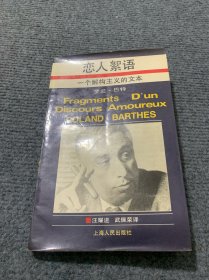 恋人絮语
一个解构主义的文本
罗兰·巴特
Fragments D'un
Discours Amoureux
ROLAND BARTHES
汪耀进 武佩荣译
上海人民出版社